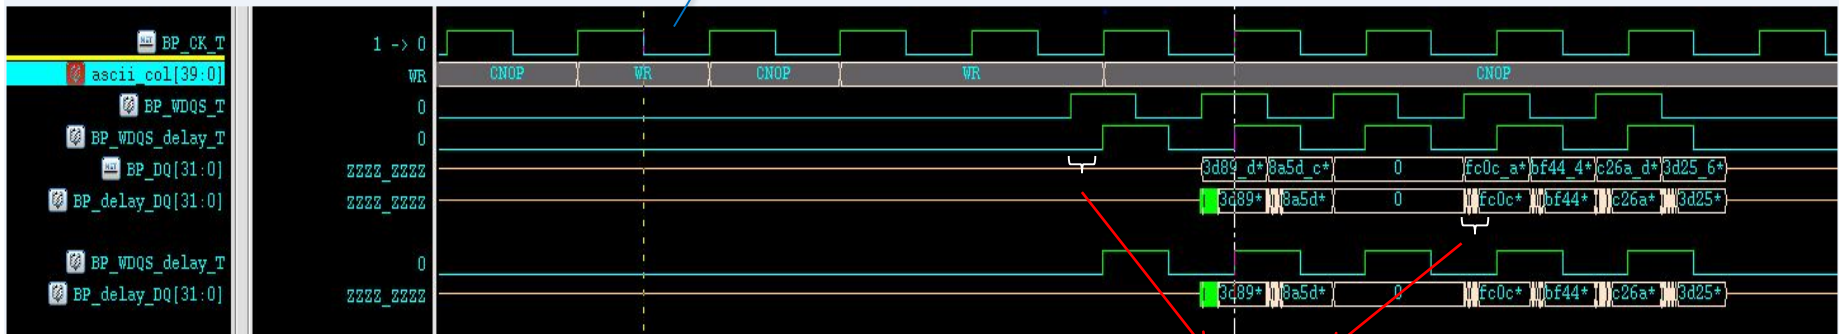 BP_CK_T 1 -> 0
ascii_col[39:0] WR CNOP WR CNOP WR CNOP
BP_WDQS_T 0
BP_WDQS_delay_T 0
BP_DQ[31:0] ZZZZ_ZZZZ 3d89_d* 8a5d_c* 0 fc0c_a* bf44_4* c26a_d* 3d25_6*
BP_delay_DQ[31:0] ZZZZ_ZZZZ 3d89* 8a5d* 0 fc0c* bf44* c26a* 3d25*
BP_WDQS_delay_T 0
BP_delay_DQ[31:0] ZZZZ_ZZZZ 3c89* 8a5d* 0 fc0c* bf44* c26a* 3d25*